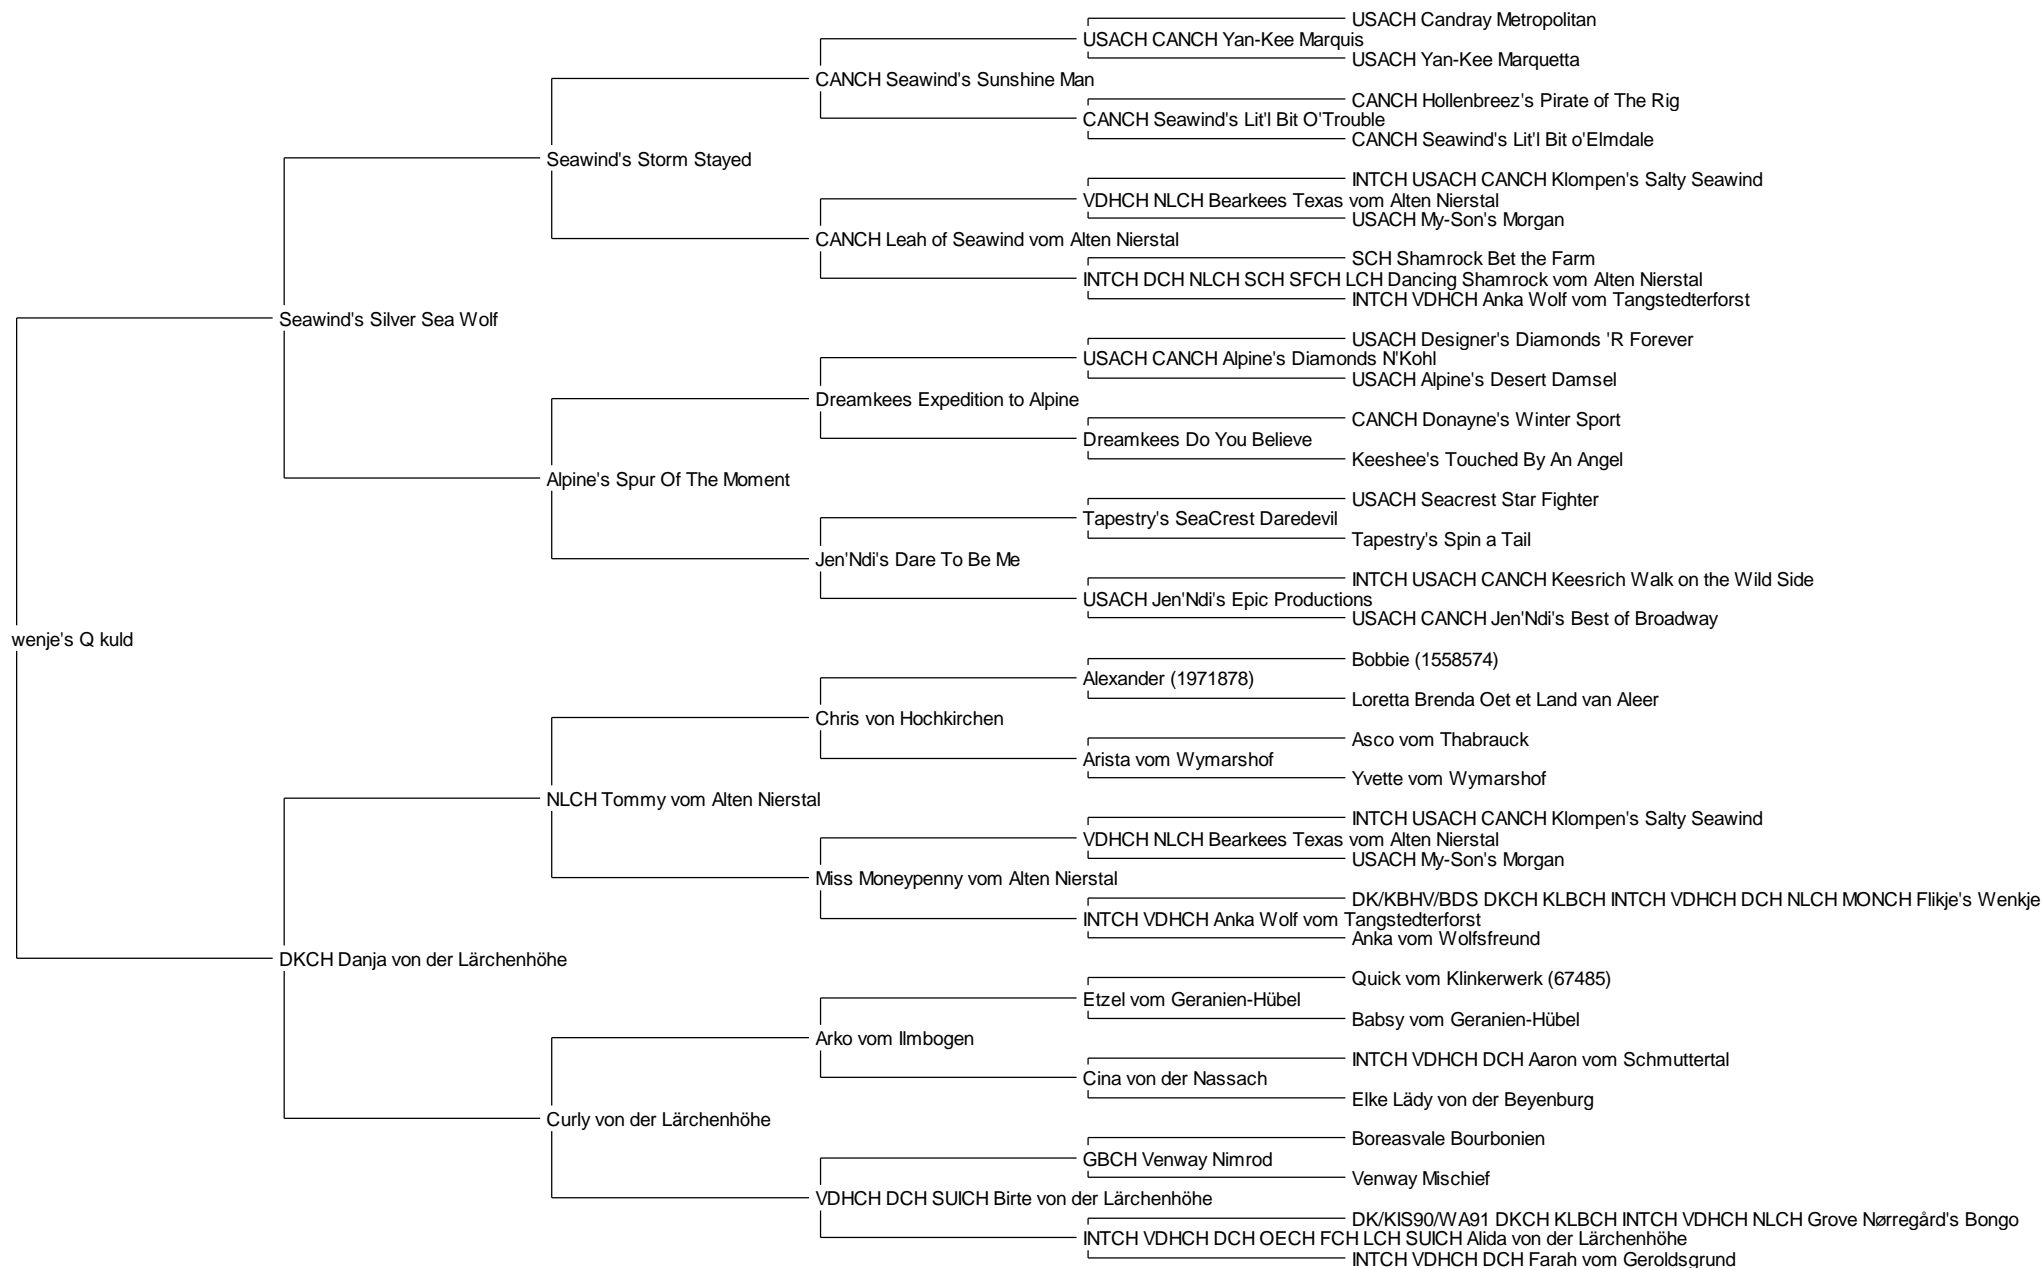 USACH Candray Metropolitan
USACH CANCH Yan-Kee Marquis
USACH Yan-Kee Marquetta
CANCH Seawind's Sunshine Man
CANCH Hollenbreez's Pirate of The Rig
CANCH Seawind's Lit'l Bit O'Trouble
CANCH Seawind's Lit'l Bit o'Elmdale
Seawind's Storm Stayed
INTCH USACH CANCH Klompen's Salty Seawind
VDHCH NLCH Bearkees Texas vom Alten Nierstal
USACH My-Son's Morgan
CANCH Leah of Seawind vom Alten Nierstal
SCH Shamrock Bet the Farm
INTCH DCH NLCH SCH SFCH LCH Dancing Shamrock vom Alten Nierstal
INTCH VDHCH Anka Wolf vom Tangstedterforst
Seawind's Silver Sea Wolf
USACH Designer's Diamonds 'R Forever
USACH CANCH Alpine's Diamonds N'Kohl
USACH Alpine's Desert Damsel
Dreamkees Expedition to Alpine
CANCH Donayne's Winter Sport
Dreamkees Do You Believe
Keeshee's Touched By An Angel
Alpine's Spur Of The Moment
USACH Seacrest Star Fighter
Tapestry's SeaCrest Daredevil
Tapestry's Spin a Tail
Jen'Ndi's Dare To Be Me
INTCH USACH CANCH Keesrich Walk on the Wild Side
USACH Jen'Ndi's Epic Productions
USACH CANCH Jen'Ndi's Best of Broadway
wenje's Q kuld
Bobbie (1558574)
Alexander (1971878)
Loretta Brenda Oet et Land van Aleer
Chris von Hochkirchen
Asco vom Thabrauck
Arista vom Wymarshof
Yvette vom Wymarshof
NLCH Tommy vom Alten Nierstal
INTCH USACH CANCH Klompen's Salty Seawind
VDHCH NLCH Bearkees Texas vom Alten Nierstal
USACH My-Son's Morgan
Miss Moneypenny vom Alten Nierstal
DK/KBHV/BDS DKCH KLBCH INTCH VDHCH DCH NLCH MONCH Flikje's Wenkje
INTCH VDHCH Anka Wolf vom Tangstedterforst
Anka vom Wolfsfreund
DKCH Danja von der Lärchenhöhe
Quick vom Klinkerwerk (67485)
Etzel vom Geranien-Hübel
Babsy vom Geranien-Hübel
Arko vom Ilmbogen
INTCH VDHCH DCH Aaron vom Schmuttertal
Cina von der Nassach
Elke Lädy von der Beyenburg
Curly von der Lärchenhöhe
Boreasvale Bourbonien
GBCH Venway Nimrod
Venway Mischief
VDHCH DCH SUICH Birte von der Lärchenhöhe
DK/KIS90/WA91 DKCH KLBCH INTCH VDHCH NLCH Grove Nørregård's Bongo
INTCH VDHCH DCH OECH FCH LCH SUICH Alida von der Lärchenhöhe
INTCH VDHCH DCH Farah vom Geroldsgrund